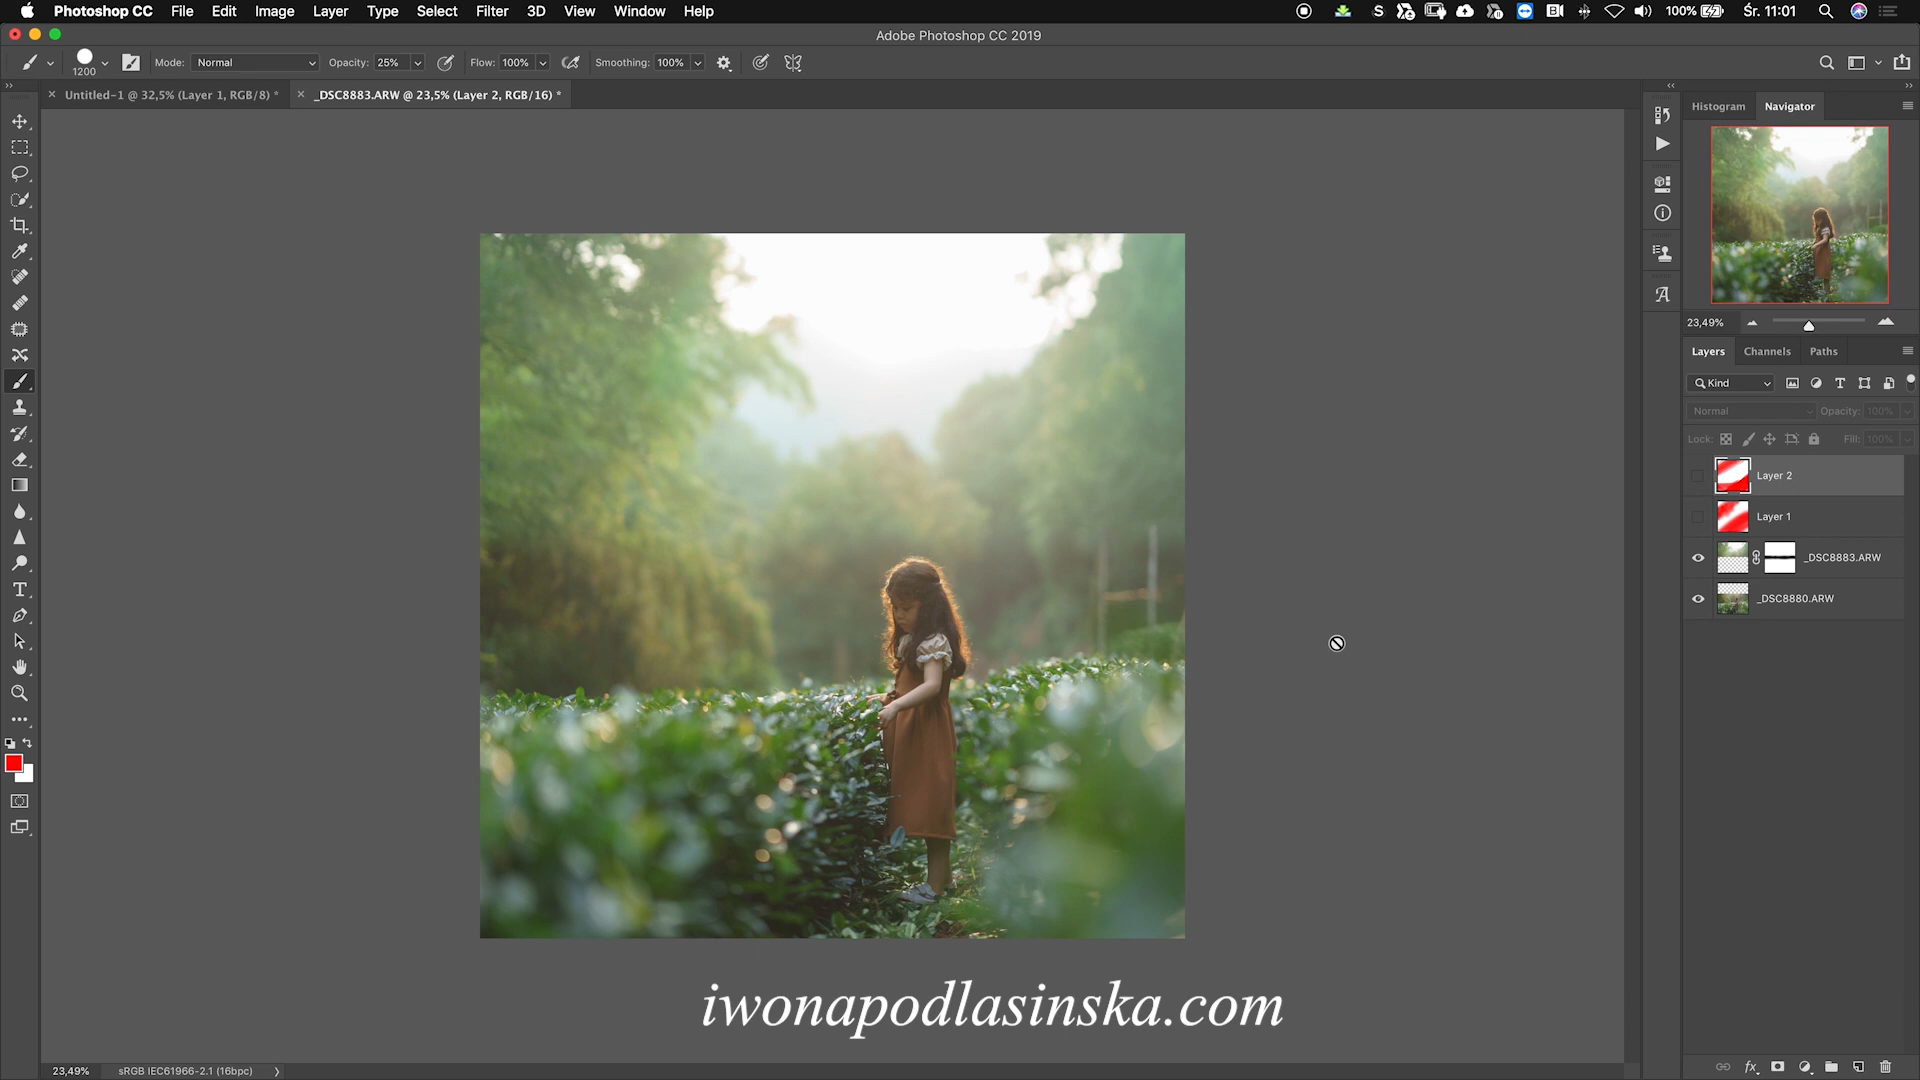 Photoshop CC File Edit Image Layer Type Select Filter 3D View Window Help 100% Śr. 11:01
Adobe Photoshop CC 2019
1200 Mode: Normal Opacity: 25% Flow: 100% Smoothing: 100%
Untitled-1 @ 32,5% (Layer 1, RGB/8) * _DSC8883.ARW @ 23,5% (Layer 2, RGB/16) *
Histogram Navigator
23,49%
Layers Channels Paths
Kind
Normal Opacity: 100%
Lock: Fill: 100%
Layer 2
Layer 1
_DSC8883.ARW
_DSC8880.ARW
iwonapodlasinska.com
23,49% sRGB IEC61966-2.1 (16bpc)